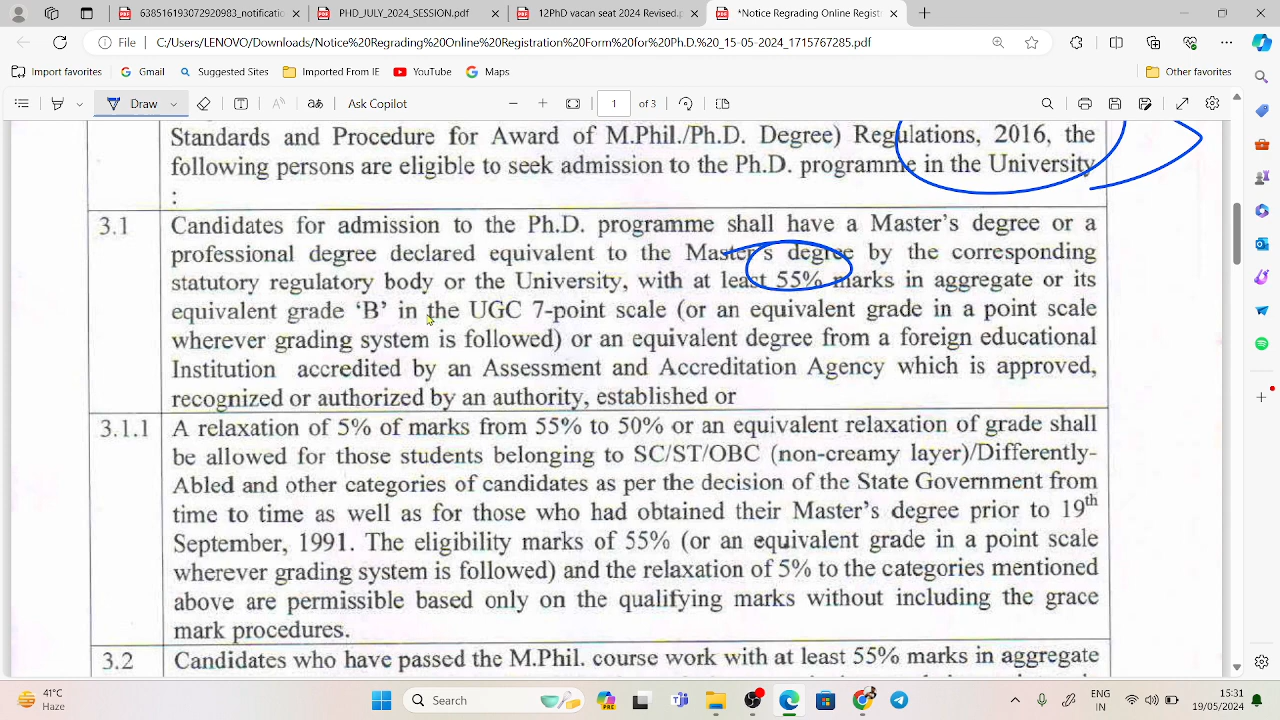 638516193072920983_notificatio
PHD_JULY_2024_SESSION.pdf
12PhD vacan seat 2024 Revised.p
*Notice Regrading Online Regist
File
C:/Users/LENOVO/Downloads/Notice%20Regrading%20Online%20Registration%20Form%20for%20Ph.D.%20_15-05-2024_1715767285.pdf
Import favorites
Gmail
Suggested Sites
Imported From IE
YouTube
Maps
Other favorites
Draw
Ask Copilot
1 of 3
Standards and Procedure for Award of M.Phil./Ph.D. Degree) Regulations, 2016, the
following persons are eligible to seek admission to the Ph.D. programme in the University
:
3.1 Candidates for admission to the Ph.D. programme shall have a Master's degree or a
professional degree declared equivalent to the Master's degree by the corresponding
statutory regulatory body or the University, with at least 55% marks in aggregate or its
equivalent grade 'B' in the UGC 7-point scale (or an equivalent grade in a point scale
wherever grading system is followed) or an equivalent degree from a foreign educational
Institution accredited by an Assessment and Accreditation Agency which is approved,
recognized or authorized by an authority, established or
3.1.1 A relaxation of 5% of marks from 55% to 50% or an equivalent relaxation of grade shall
be allowed for those students belonging to SC/ST/OBC (non-creamy layer)/Differently-
Abled and other categories of candidates as per the decision of the State Government from
time to time as well as for those who had obtained their Master's degree prior to 19th
September, 1991. The eligibility marks of 55% (or an equivalent grade in a point scale
wherever grading system is followed) and the relaxation of 5% to the categories mentioned
above are permissible based only on the qualifying marks without including the grace
mark procedures.
3.2 Candidates who have passed the M.Phil. course work with at least 55% marks in aggregate
41°C
Haze
Search
ENG
IN
15:31
19/05/2024